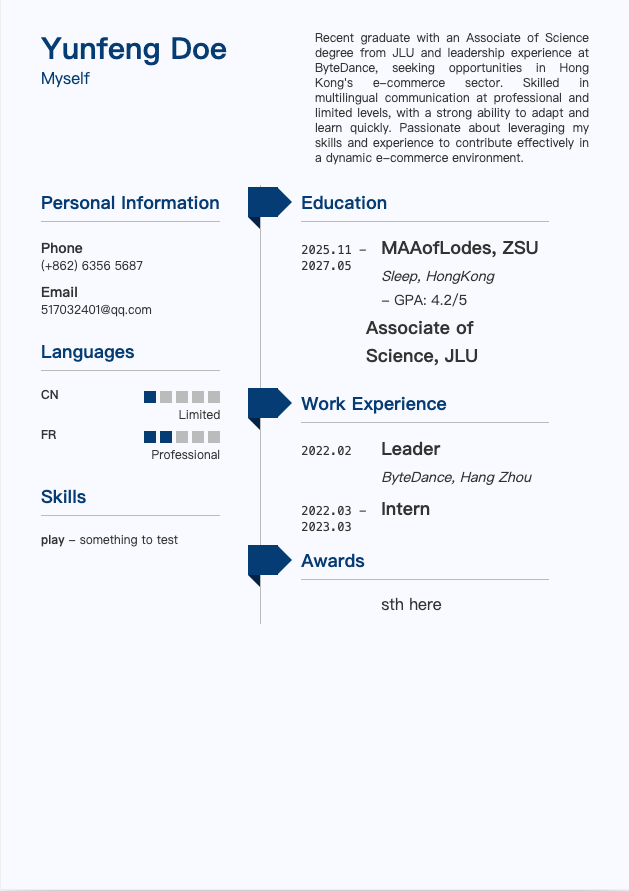 Yunfeng Doe
Myself
Recent graduate with an Associate of Science
degree from JLU and leadership experience at
ByteDance, seeking opportunities in Hong
Kong's e-commerce sector. Skilled in
multilingual communication at professional and
limited levels, with a strong ability to adapt and
learn quickly. Passionate about leveraging my
skills and experience to contribute effectively in
a dynamic e-commerce environment.
Personal Information
Phone
(+862) 6356 5687
Email
517032401@qq.com
Languages
CN
Limited
FR
Professional
Skills
play – something to test
Education
2025.11 – MAAofLodes, ZSU
2027.05
Sleep, HongKong
– GPA: 4.2/5
Associate of
Science, JLU
Work Experience
2022.02 Leader
ByteDance, Hang Zhou
2022.03 – Intern
2023.03
Awards
sth here